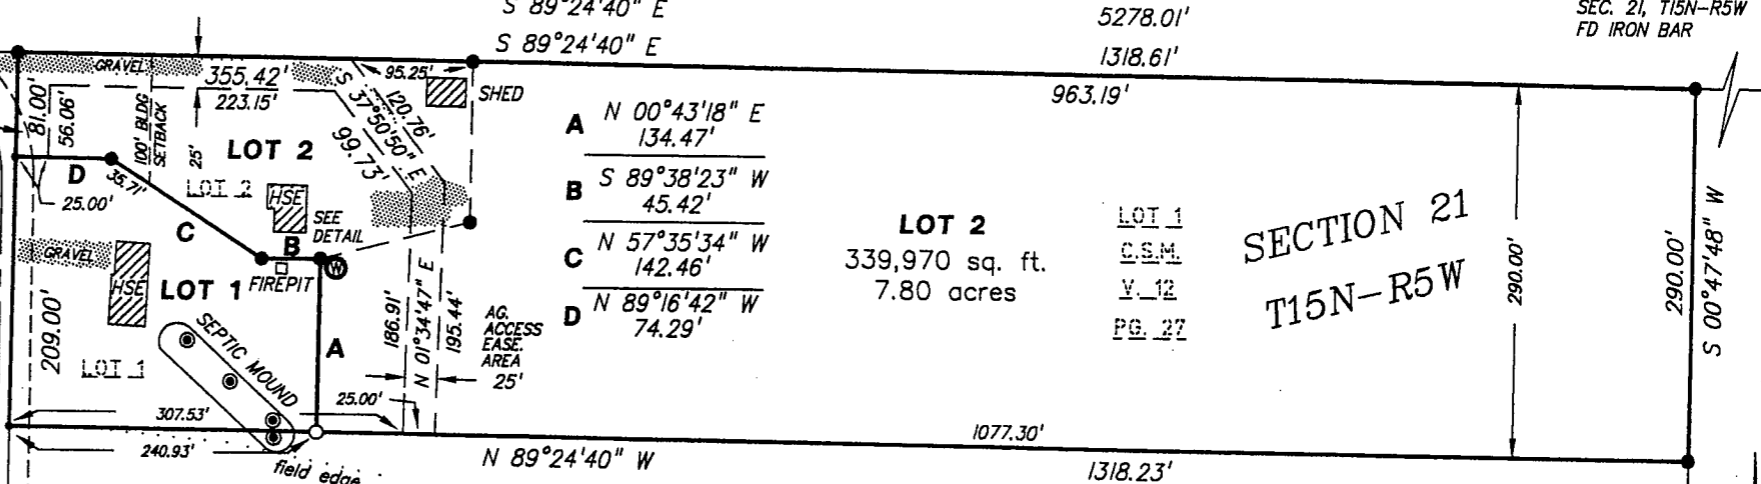 S 89°24'40" E
5278.01'
SEC. 21, T15N-R5W
FD IRON BAR
S 89°24'40" E
1318.61'
GRAVEL
355.42'
95.25'
SHED
223.15'
963.19'
81.00'
56.06'
100' BLDG
SETBACK
25'
S 37°50'50" E
120.76'
99.73'
LOT 2
LOT 2
HSE
D
35.71'
25.00'
C
B
SEE
DETAIL
W
FIREPIT
GRAVEL
HSE
LOT 1
LOT 1
209.00'
SEPTIC MOUND
A
186.91'
N 01°34'47" E
195.44'
AG.
ACCESS
EASE.
AREA
25'
25.00'
307.53'
240.93'
field edge
A N 00°43'18" E
134.47'
B S 89°38'23" W
45.42'
C N 57°35'34" W
142.46'
D N 89°16'42" W
74.29'
LOT 2
339,970 sq. ft.
7.80 acres
LOT 1
C.S.M.
V. 12
PG. 27
SECTION 21
T15N-R5W
290.00'
290.00'
S 00°47'48" W
1077.30'
N 89°24'40" W
1318.23'